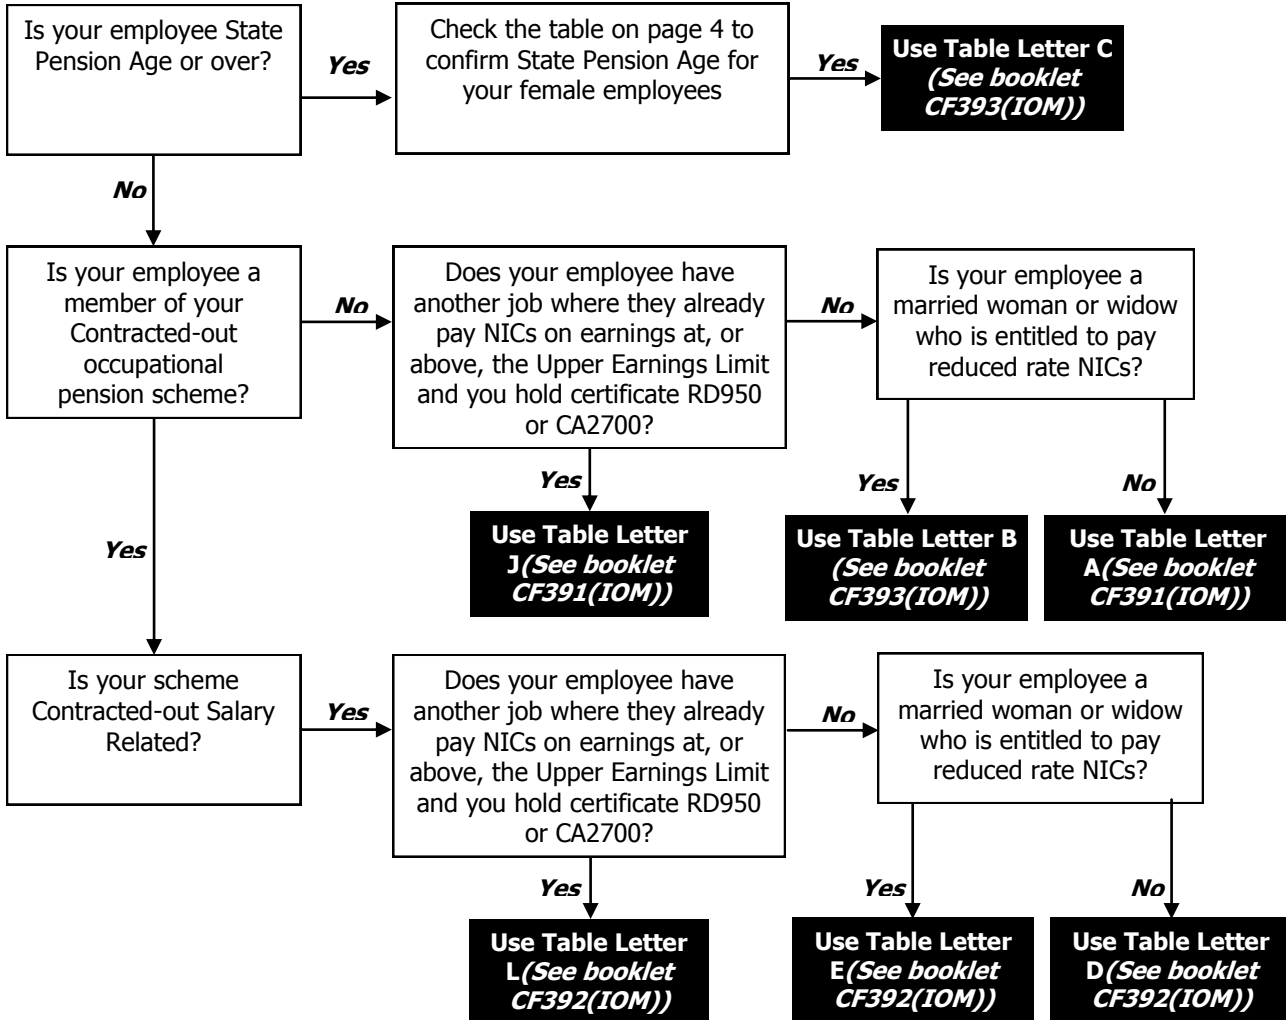 Is your employee State
Pension Age or over?
Yes
Check the table on page 4 to
confirm State Pension Age for
your female employees
Yes
Use Table Letter C
(See booklet
CF393(IOM))
No
Is your employee a
member of your
Contracted-out
occupational
pension scheme?
No
Does your employee have
another job where they already
pay NICs on earnings at, or
above, the Upper Earnings Limit
and you hold certificate RD950
or CA2700?
No
Is your employee a
married woman or widow
who is entitled to pay
reduced rate NICs?
Yes
Yes
Yes
No
Use Table Letter
J(See booklet
CF391(IOM))
Use Table Letter B
(See booklet
CF393(IOM))
Use Table Letter
A(See booklet
CF391(IOM))
Is your scheme
Contracted-out Salary
Related?
Yes
Does your employee have
another job where they already
pay NICs on earnings at, or
above, the Upper Earnings Limit
and you hold certificate RD950
or CA2700?
No
Is your employee a
married woman or widow
who is entitled to pay
reduced rate NICs?
Yes
Yes
No
Use Table Letter
L(See booklet
CF392(IOM))
Use Table Letter
E(See booklet
CF392(IOM))
Use Table Letter
D(See booklet
CF392(IOM))